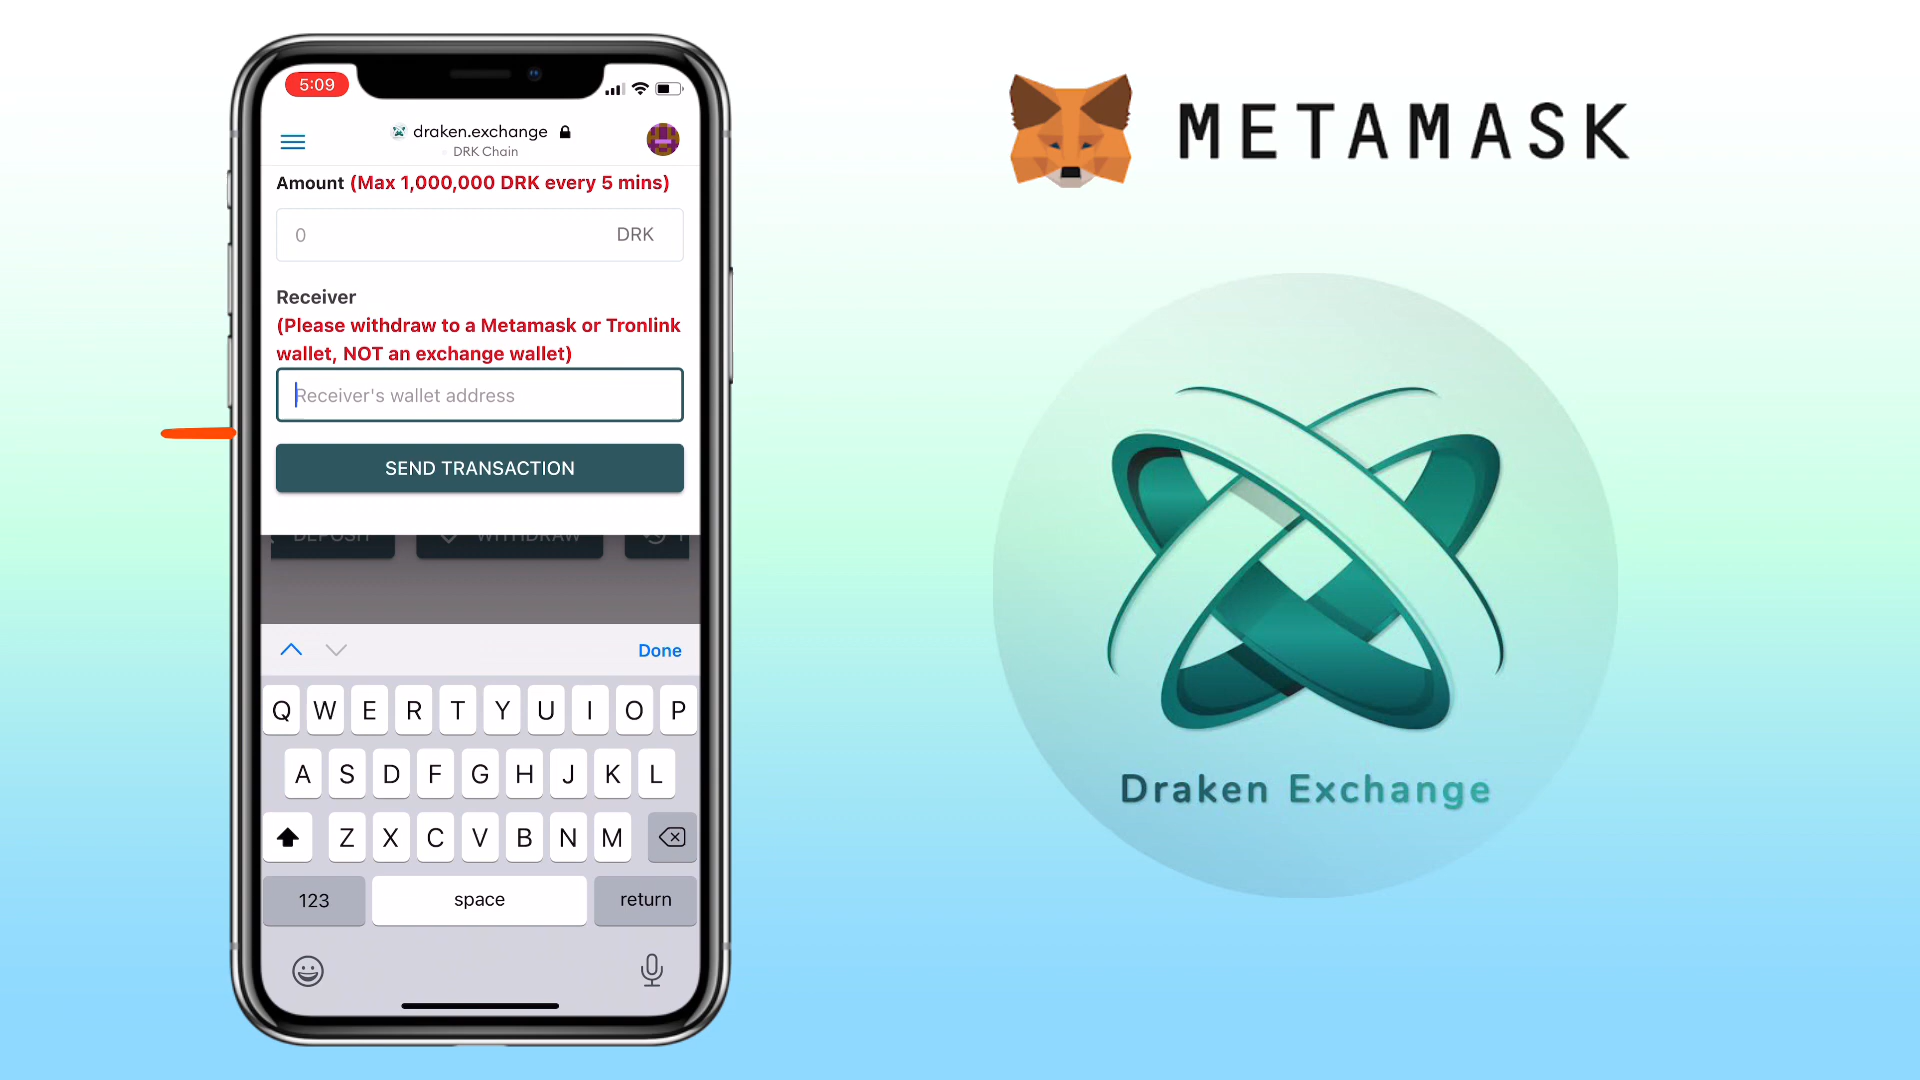 5:09
draken.exchange
DRK Chain
Amount (Max 1,000,000 DRK every 5 mins)
0 DRK
Receiver
(Please withdraw to a Metamask or Tronlink
wallet, NOT an exchange wallet)
Receiver's wallet address
SEND TRANSACTION
DEPOSIT WITHDRAW
Done
Q W E R T Y U I O P
A S D F G H J K L
Z X C V B N M
123 space return
METAMASK
Draken Exchange